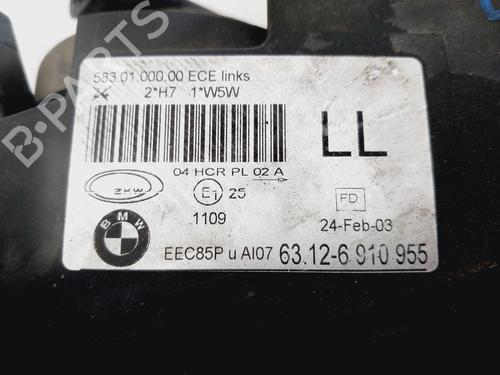 583.01.000.00 ECE links
2*H7 1*W5W
LL
04 HCR PL 02 A
ZKW
E1 25
FD
1109
24-Feb-03
BMW
EEC85P u AI07 63.12-6 910 955
B-PARTS